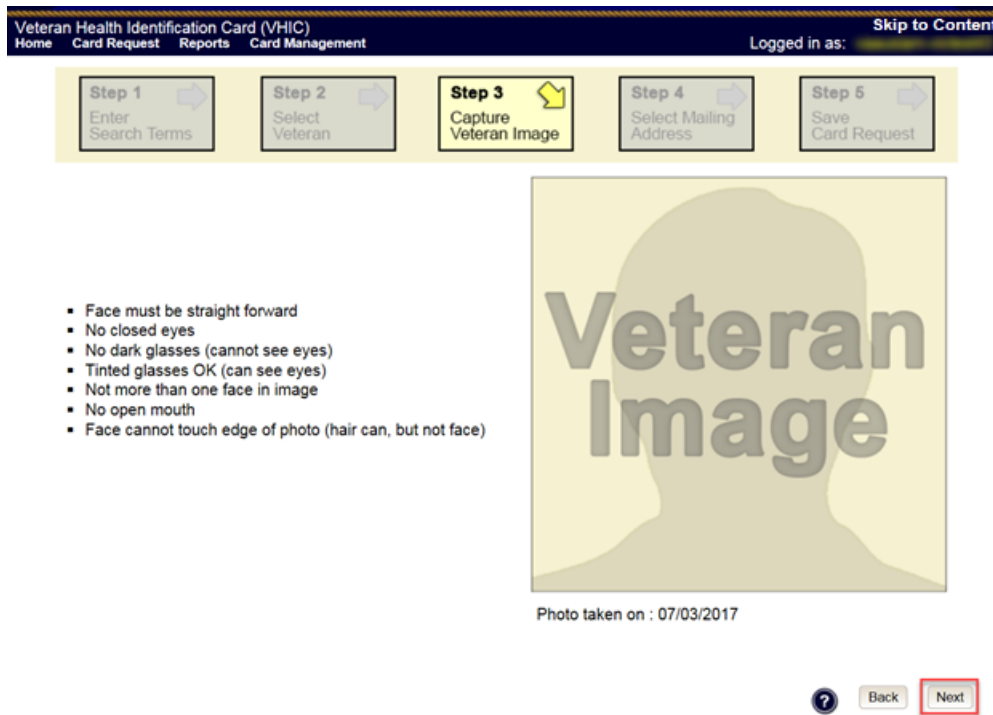 Veteran Health Identification Card (VHIC)
Skip to Content
Home Card Request Reports Card Management
Logged in as:
Step 1
Enter
Search Terms
Step 2
Select
Veteran
Step 3
Capture
Veteran Image
Step 4
Select Mailing
Address
Step 5
Save
Card Request
▪ Face must be straight forward
▪ No closed eyes
▪ No dark glasses (cannot see eyes)
▪ Tinted glasses OK (can see eyes)
▪ Not more than one face in image
▪ No open mouth
▪ Face cannot touch edge of photo (hair can, but not face)
Veteran
Image
Photo taken on : 07/03/2017
? Back Next